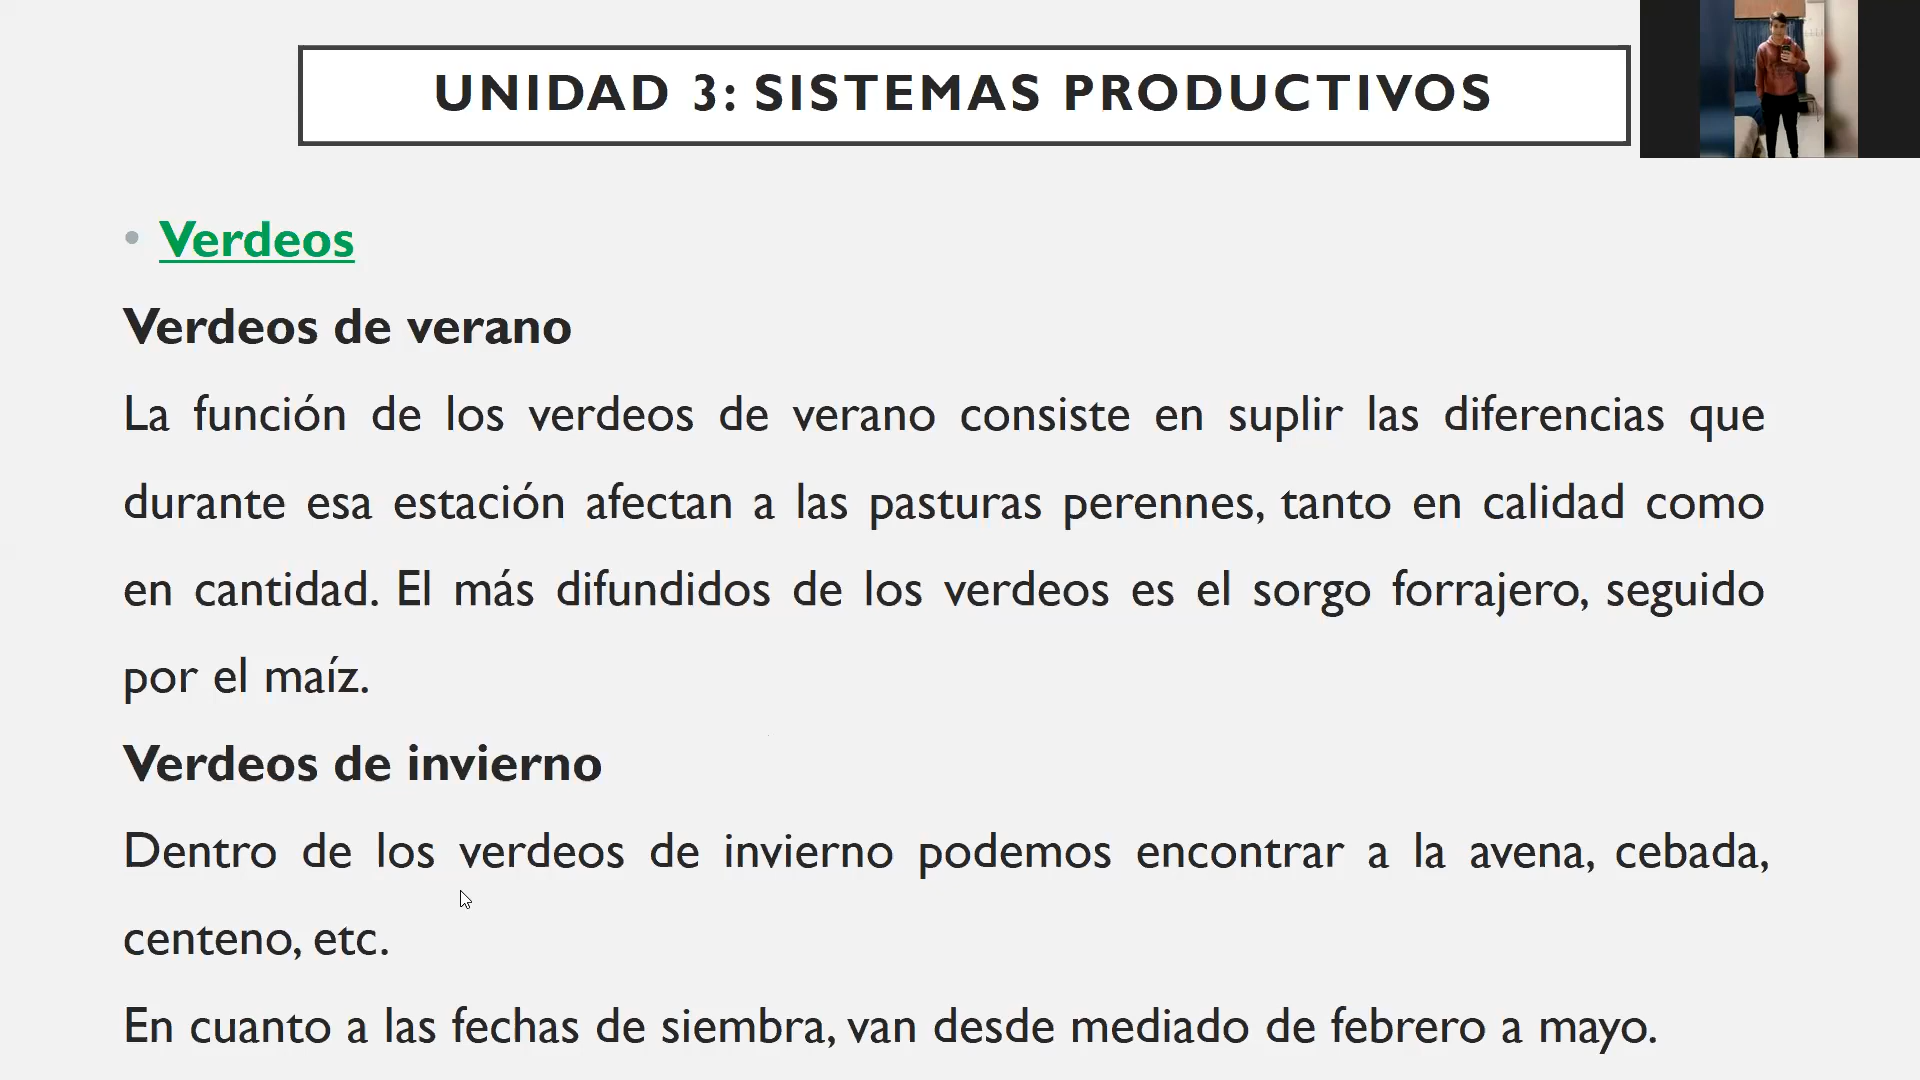 UNIDAD 3: SISTEMAS PRODUCTIVOS
• Verdeos
Verdeos de verano
La función de los verdeos de verano consiste en suplir las diferencias que
durante esa estación afectan a las pasturas perennes, tanto en calidad como
en cantidad. El más difundidos de los verdeos es el sorgo forrajero, seguido
por el maíz.
Verdeos de invierno
Dentro de los verdeos de invierno podemos encontrar a la avena, cebada,
centeno, etc.
En cuanto a las fechas de siembra, van desde mediado de febrero a mayo.